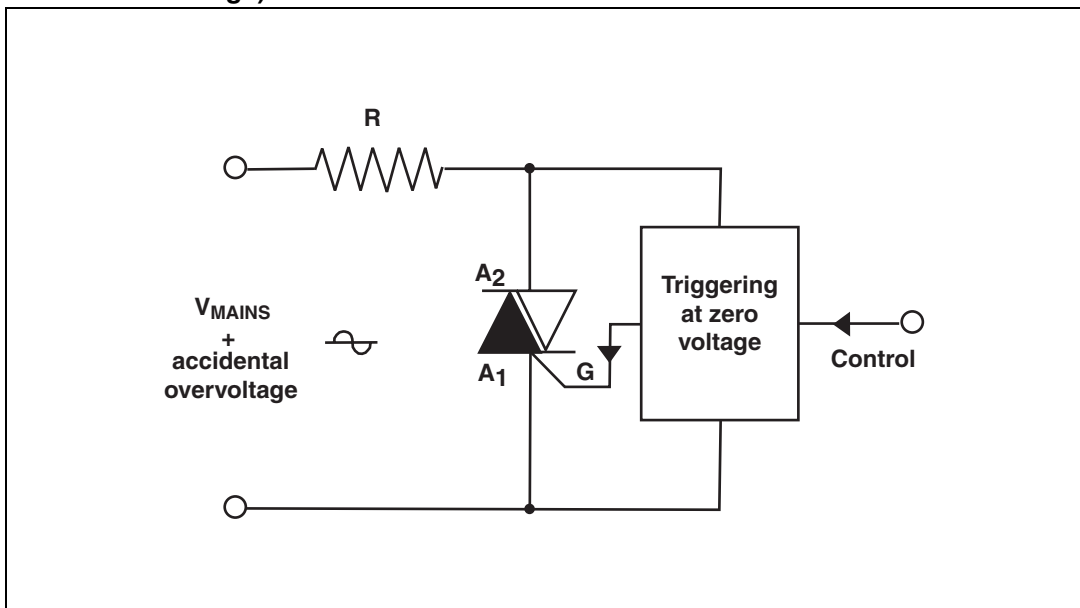 R
A2
Triggering
at zero
voltage
VMAINS
+
accidental
overvoltage
Control
A1
G